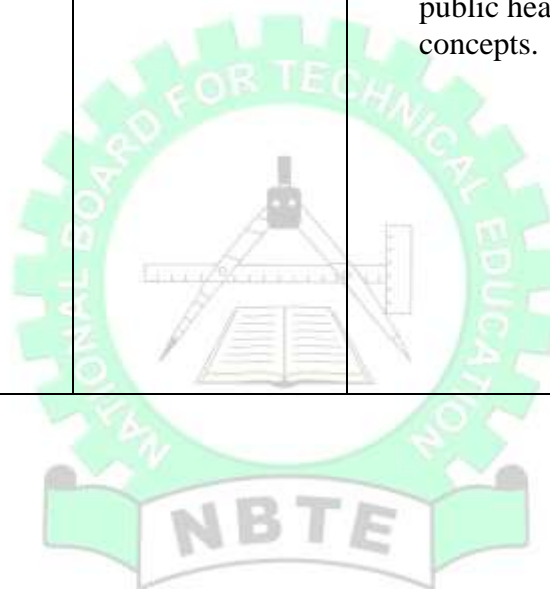 public hea
concepts.
NATIONAL BOARD FOR TECHNICAL EDUCATION
NBTE